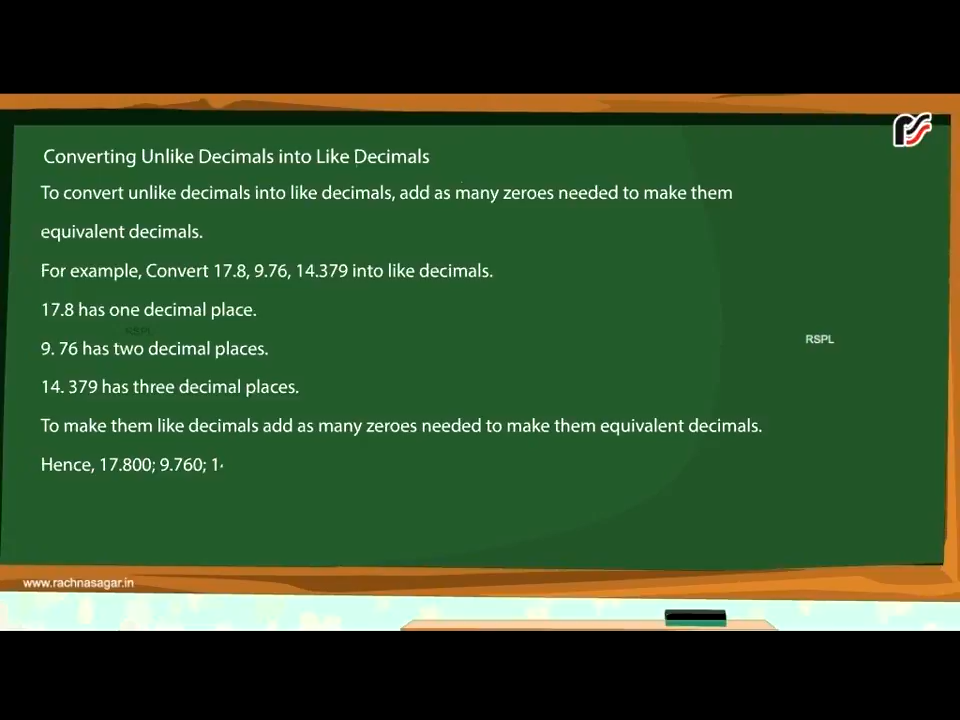 Converting Unlike Decimals into Like Decimals
To convert unlike decimals into like decimals, add as many zeroes needed to make them
equivalent decimals.
For example, Convert 17.8, 9.76, 14.379 into like decimals.
17.8 has one decimal place.
RSPL
9. 76 has two decimal places.
RSPL
14. 379 has three decimal places.
To make them like decimals add as many zeroes needed to make them equivalent decimals.
Hence, 17.800; 9.760; 1
www.rachnasagar.in